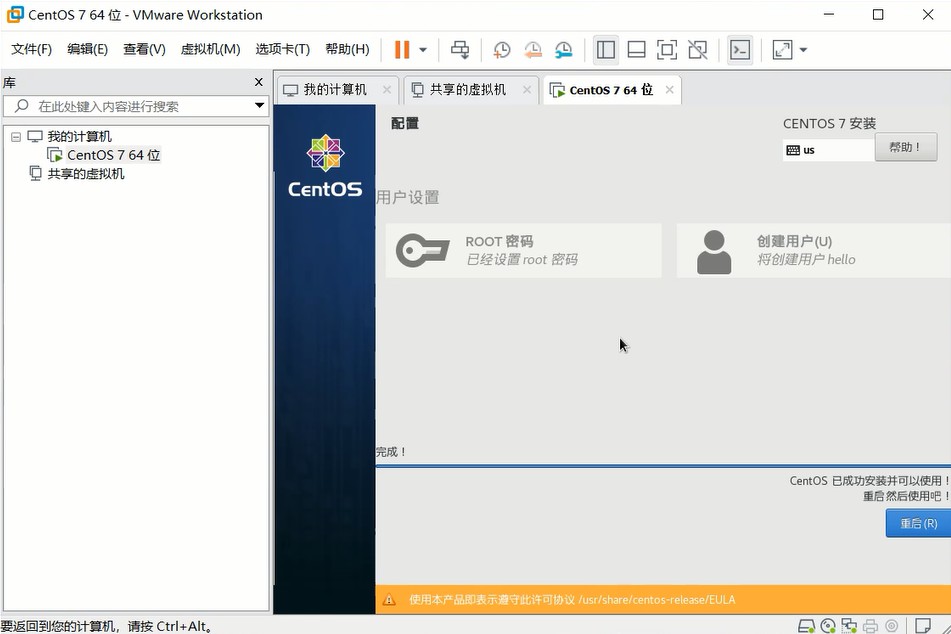 CentOS 7 64 位 - VMware Workstation
文件(F) 编辑(E) 查看(V) 虚拟机(M) 选项卡(T) 帮助(H)
库
在此处键入内容进行搜索
我的计算机
CentOS 7 64 位
共享的虚拟机
我的计算机 共享的虚拟机 CentOS 7 64 位
CentOS
配置
CENTOS 7 安装
us 帮助！
用户设置
ROOT 密码
已经设置 root 密码
创建用户(U)
将创建用户 hello
完成！
CentOS 已成功安装并可以使用！
重启然后使用吧！
重启(R)
使用本产品即表示遵守此许可协议 /usr/share/centos-release/EULA
要返回到您的计算机，请按 Ctrl+Alt。